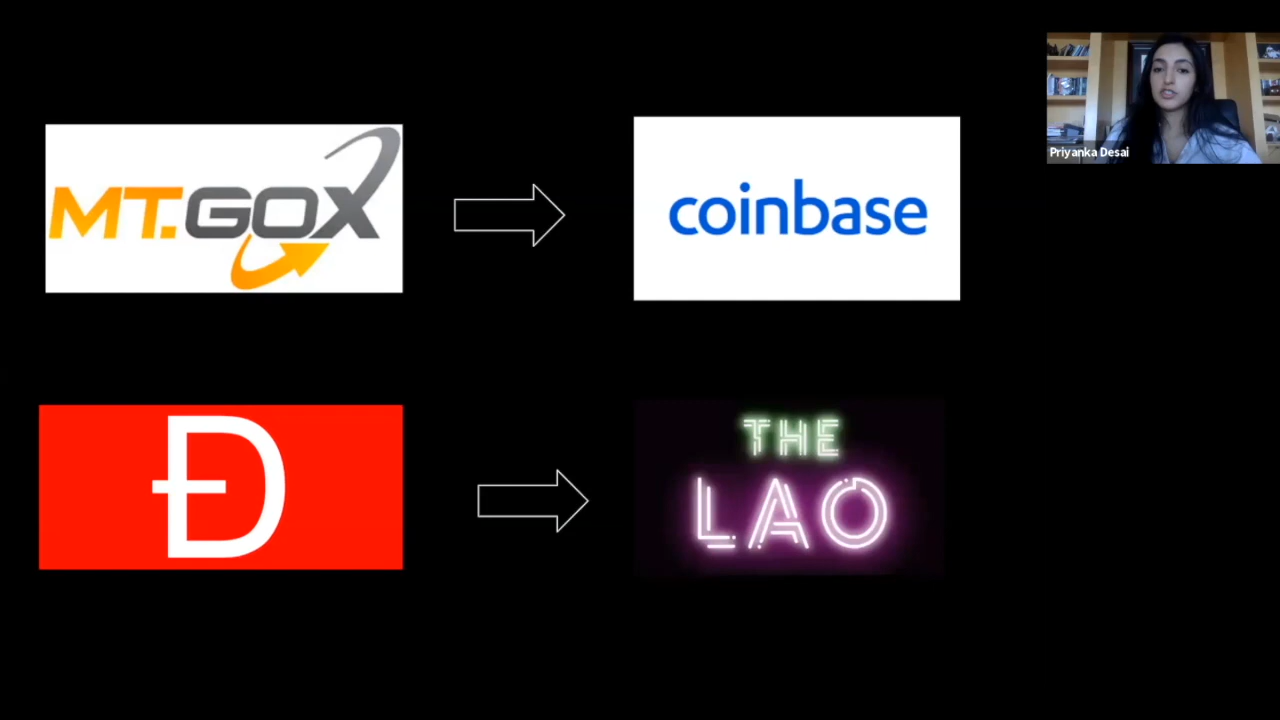 MT.GOX
coinbase
Priyanka Desai
Đ
THE
LAO